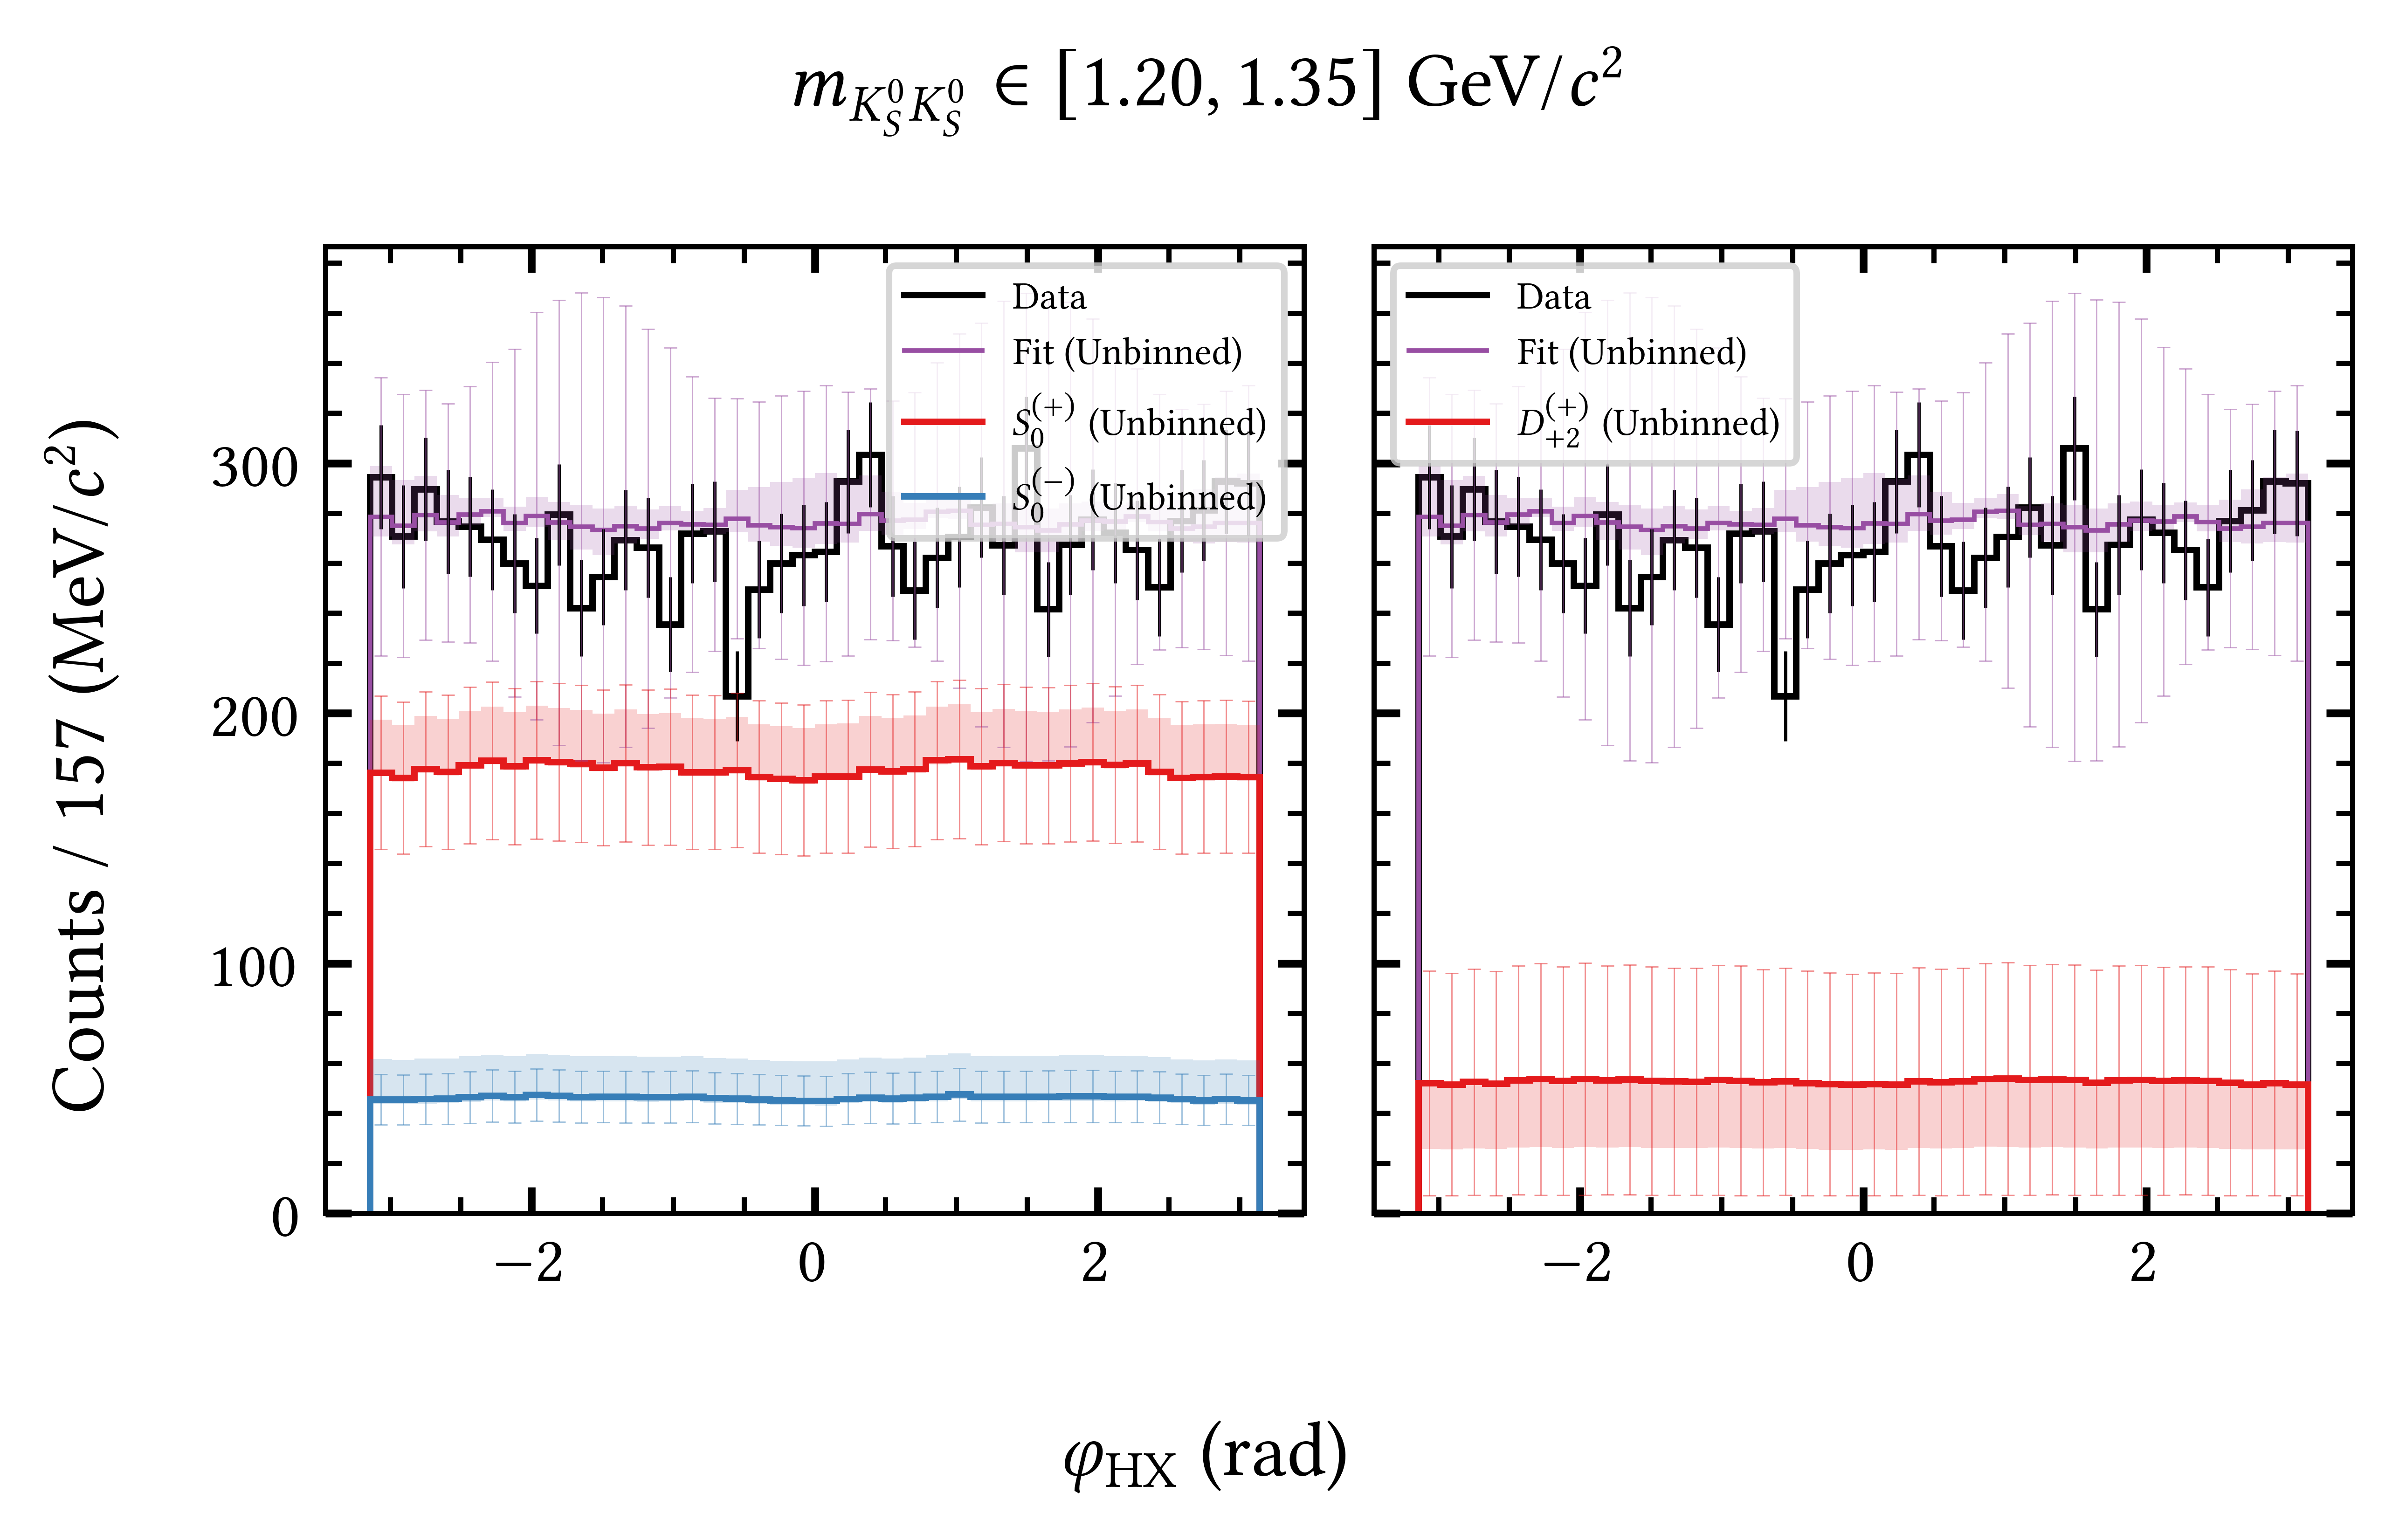 m_{K_S^0 K_S^0} ∈ [1.20, 1.35] GeV/c²
Counts / 157 (MeV/c²)
300
200
100
0
Data
Fit (Unbinned)
S_0^{(+)} (Unbinned)
S_0^{(−)} (Unbinned)
−2
0
2
Data
Fit (Unbinned)
D_{+2}^{(+)} (Unbinned)
−2
0
2
φ_{HX} (rad)